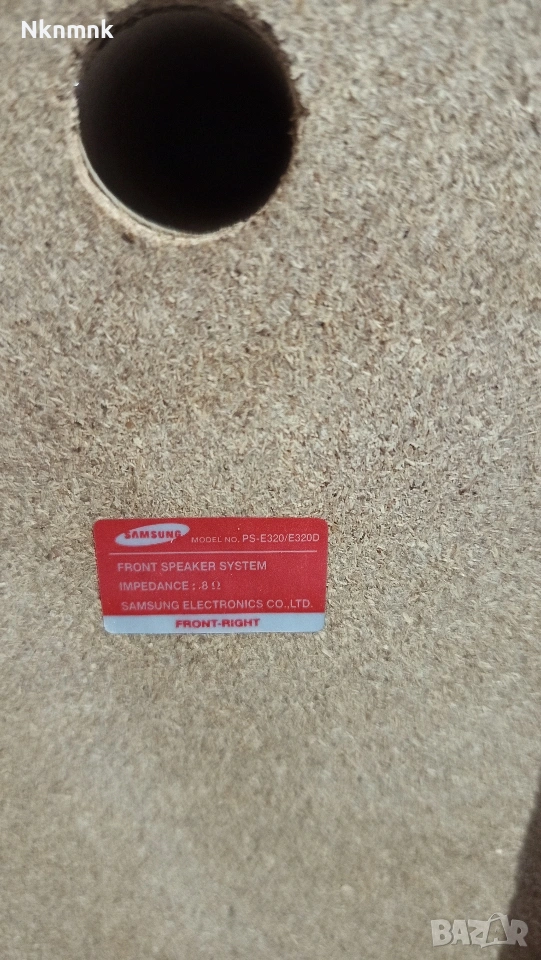 Nknmnk
SAMSUNG MODEL NO. PS-E320/E320D
FRONT SPEAKER SYSTEM
IMPEDANCE : 8 Ω
SAMSUNG ELECTRONICS CO.,LTD.
FRONT-RIGHT
BAZAR